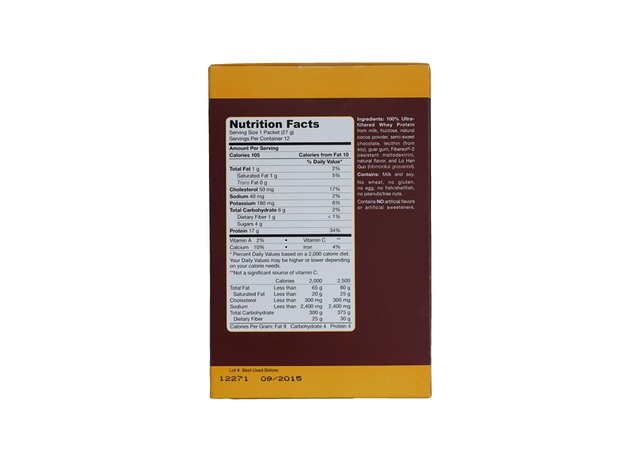 Nutrition Facts
Serving Size 1 Packet (27 g)
Servings Per Container 12
Amount Per Serving
Calories 105 Calories from Fat 10
% Daily Value*
Total Fat 1 g 2%
Saturated Fat 1 g 5%
Trans Fat 0 g
Cholesterol 50 mg 17%
Sodium 40 mg 2%
Potassium 180 mg 6%
Total Carbohydrate 6 g 2%
Dietary Fiber 1 g < 1%
Sugars 4 g
Protein 17 g 34%
Vitamin A 2% • Vitamin C **
Calcium 10% • Iron 4%
* Percent Daily Values based on a 2,000 calorie diet.
Your Daily Values may be higher or lower depending
on your calorie needs.
**Not a significant source of vitamin C.
Calories 2,000 2,500
Total Fat Less than 65 g 80 g
Saturated Fat Less than 20 g 25 g
Cholesterol Less than 300 mg 300 mg
Sodium Less than 2,400 mg 2,400 mg
Total Carbohydrate 300 g 375 g
Dietary Fiber 25 g 30 g
Calories Per Gram: Fat 9 Carbohydrate 4 Protein 4
Ingredients: 100% Ultra-
filtered Whey Protein
from milk, fructose, natural
cocoa powder, semi-sweet
chocolate, lecithin (from
soy), guar gum, Fibersol®-2
(resistant maltodextrin),
natural flavor, and Lo Han
Guo (Momordica grosvenori).
Contains: Milk and soy.
No wheat, no gluten,
no egg, no fish/shellfish,
no peanuts/tree nuts.
Contains NO artificial flavors
or artificial sweeteners.
Lot #. Best Used Before:
12271 09/2015